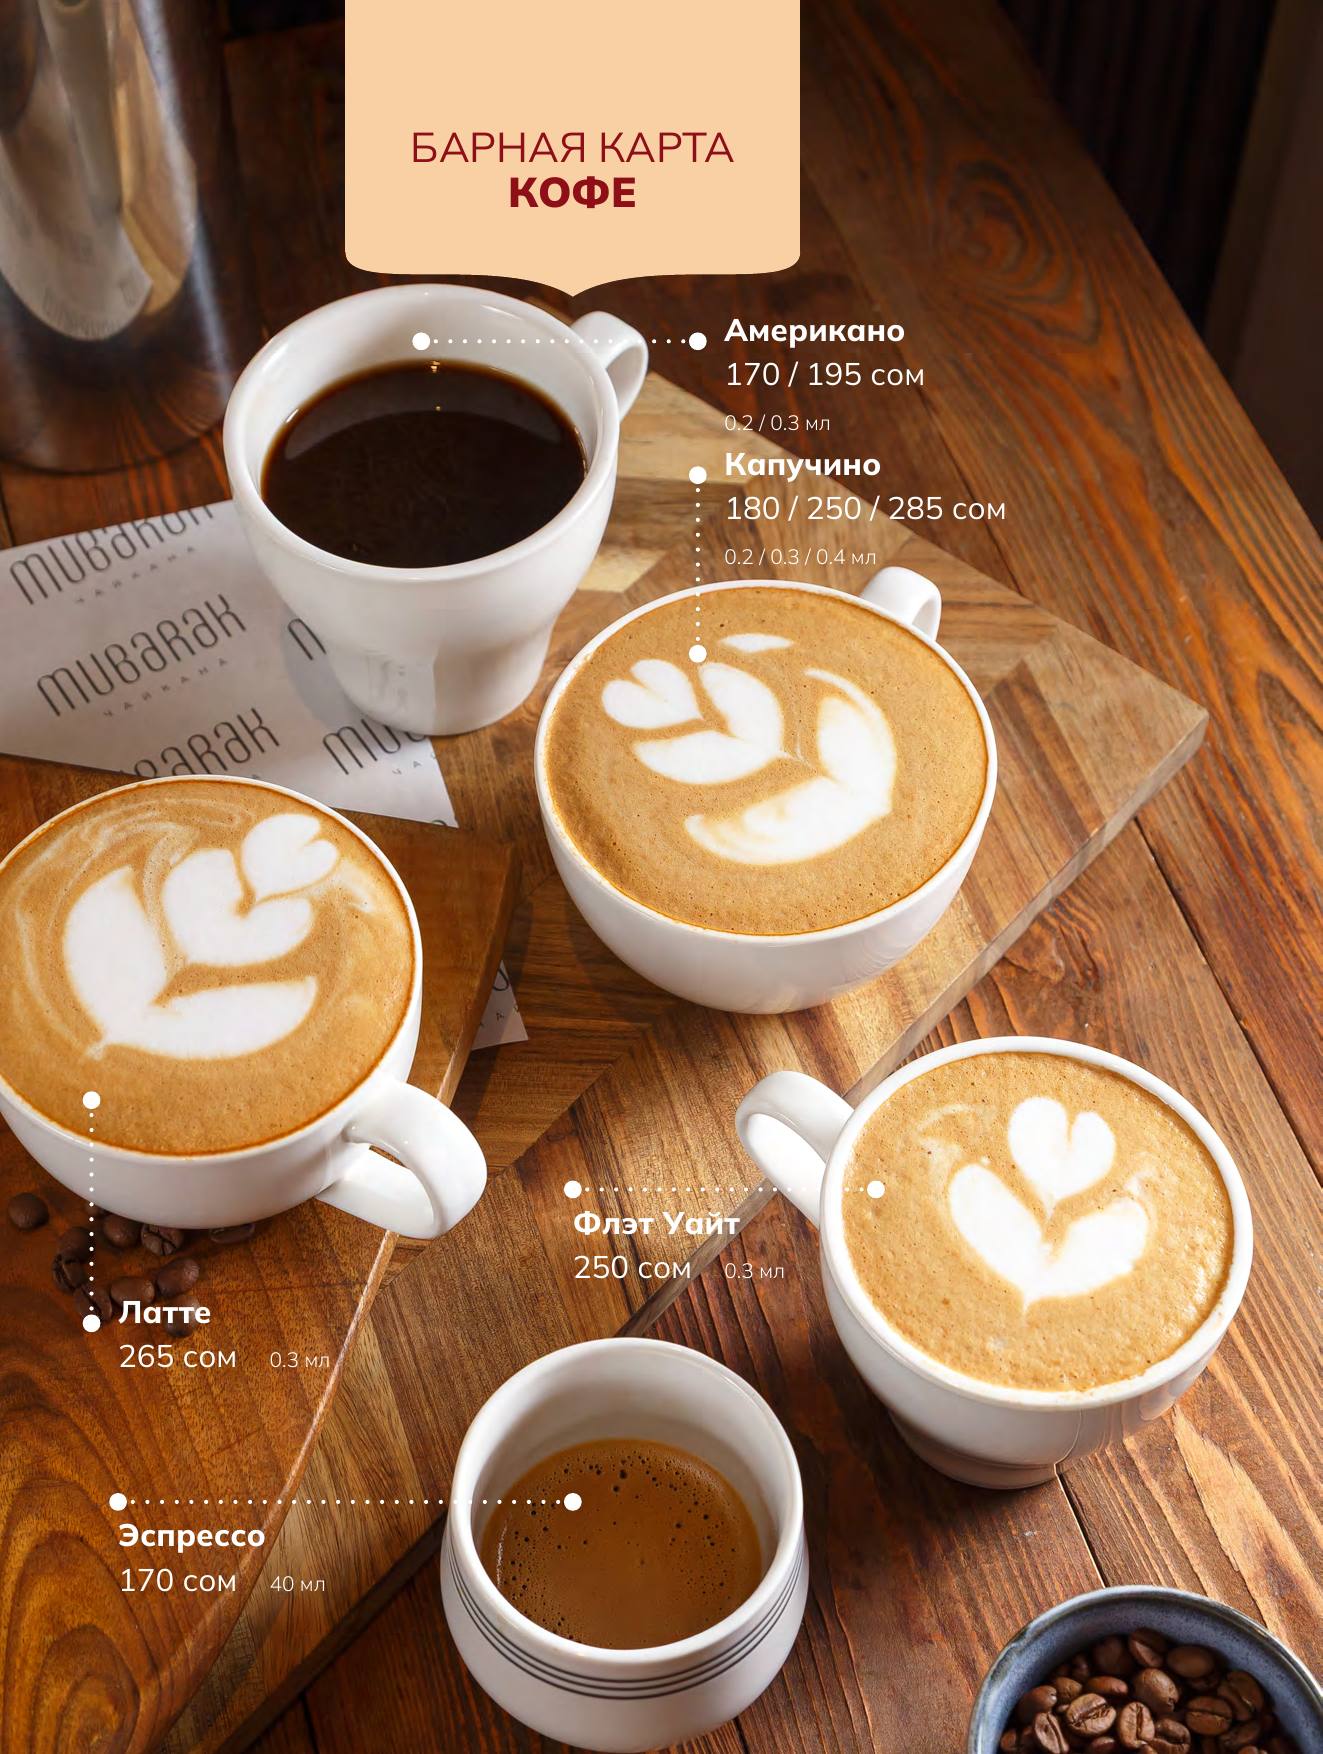 БАРНАЯ КАРТА
КОФЕ
Американо
170 / 195 сом
0.2 / 0.3 мл
Капучино
180 / 250 / 285 сом
0.2 / 0.3 / 0.4 мл
MUBARAK
ЧАЙКАНА
MUBARAK
ЧАЙКАНА
Флэт Уайт
250 сом 0.3 мл
Латте
265 сом 0.3 мл
Эспрессо
170 сом 40 мл